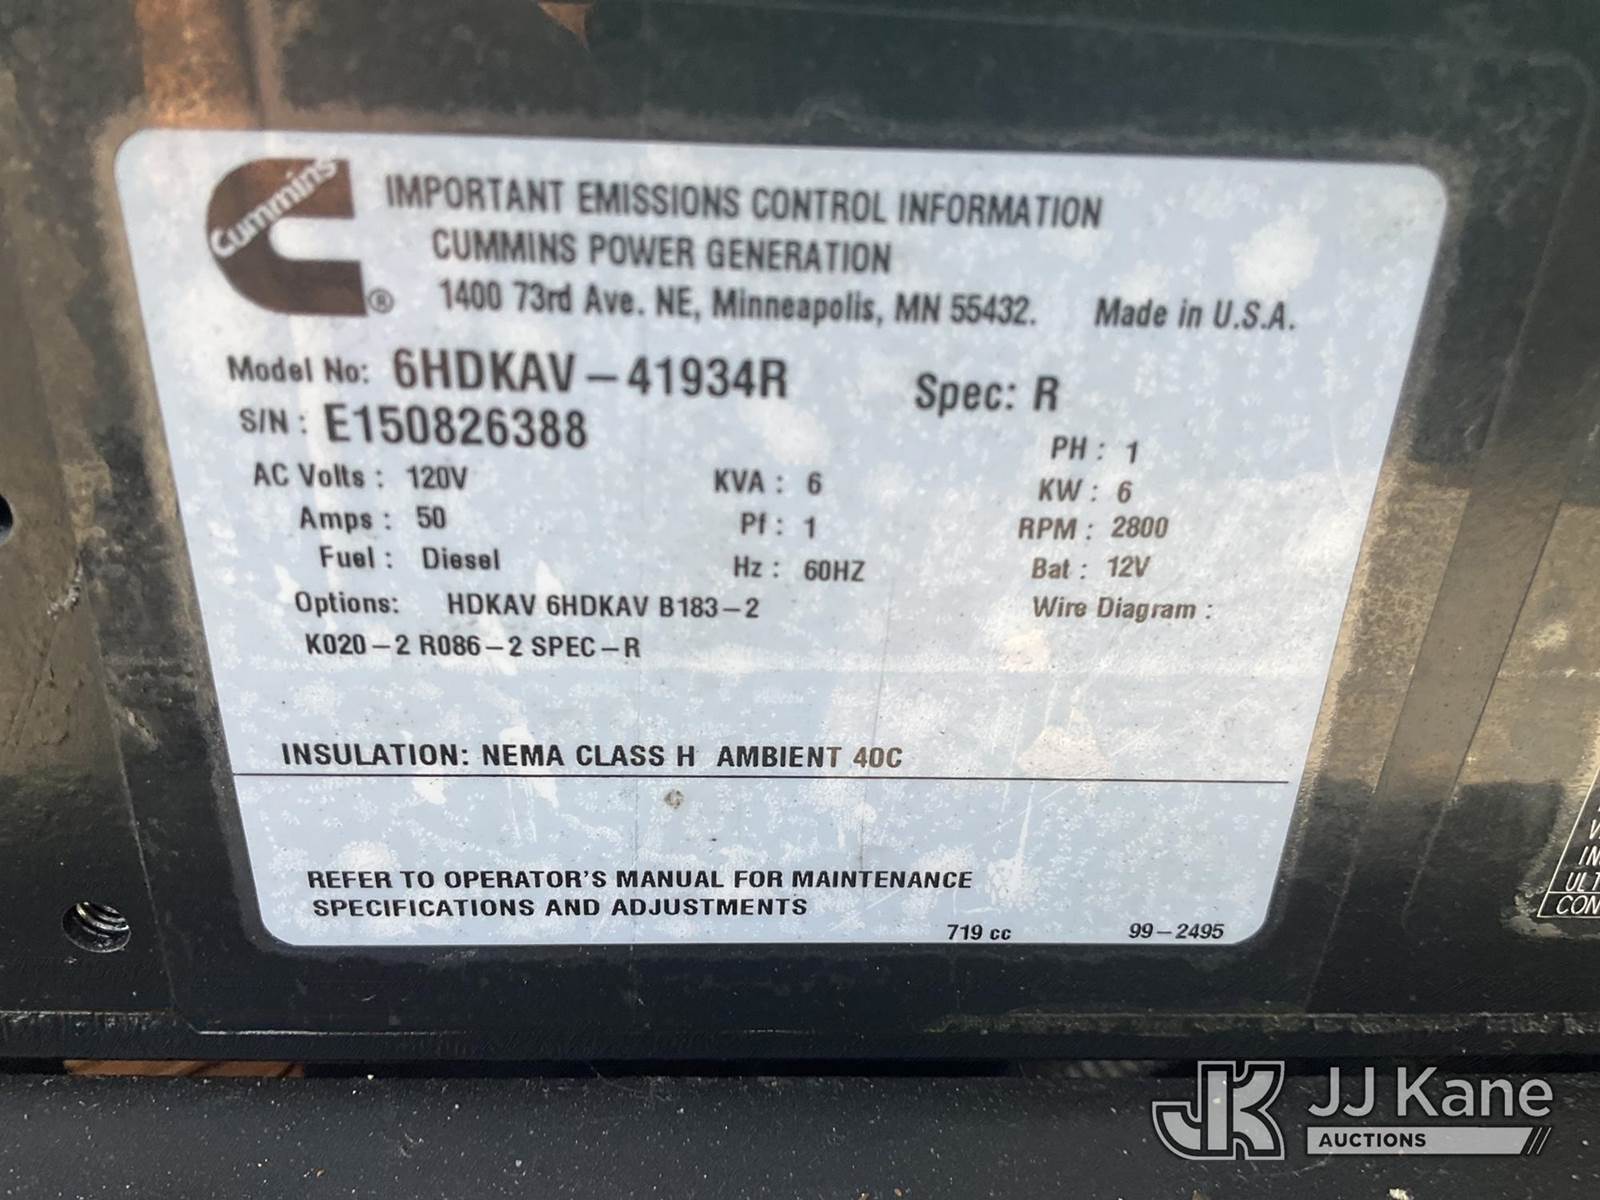 Cummins ®
IMPORTANT EMISSIONS CONTROL INFORMATION
CUMMINS POWER GENERATION
1400 73rd Ave. NE, Minneapolis, MN 55432. Made in U.S.A.
Model No: 6HDKAV-41934R Spec: R
S/N : E150826388
PH : 1
AC Volts : 120V KVA : 6 KW : 6
Amps : 50 Pf : 1 RPM : 2800
Fuel : Diesel Hz : 60HZ Bat : 12V
Options: HDKAV 6HDKAV B183-2 Wire Diagram :
K020-2 R086-2 SPEC-R
INSULATION: NEMA CLASS H AMBIENT 40C
REFER TO OPERATOR'S MANUAL FOR MAINTENANCE
SPECIFICATIONS AND ADJUSTMENTS
719 cc 99-2495
JK JJ Kane
AUCTIONS